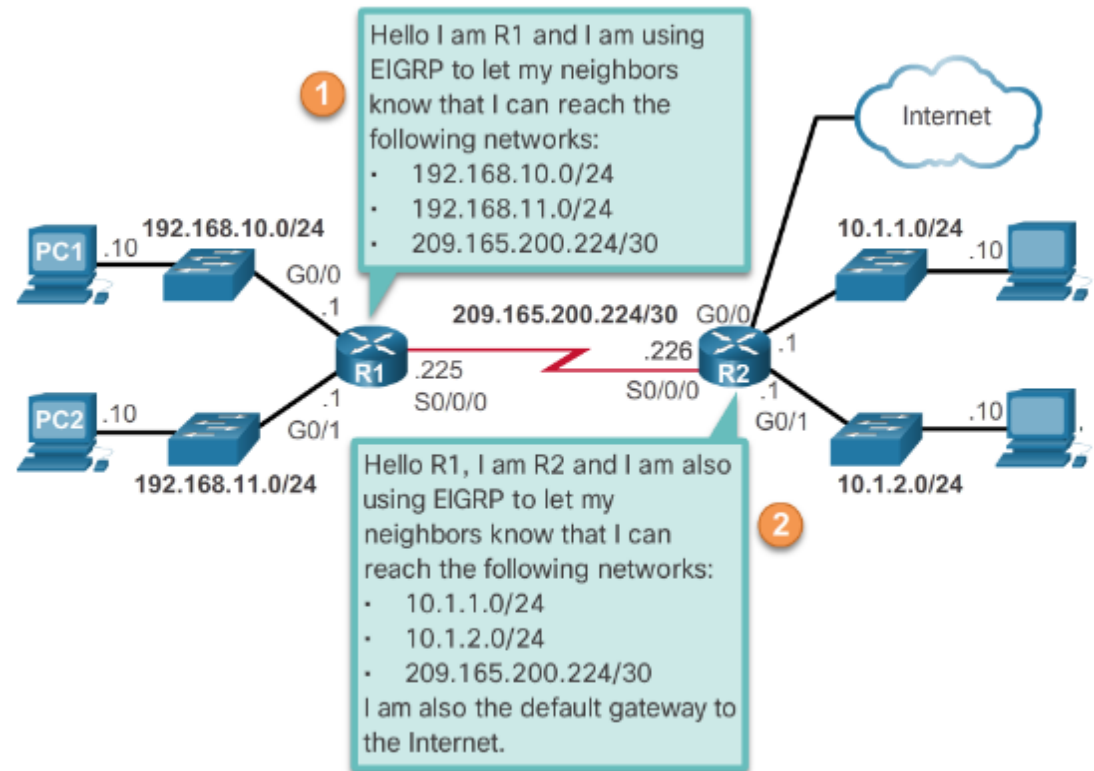 Hello I am R1 and I am using
EIGRP to let my neighbors
know that I can reach the
following networks:
· 192.168.10.0/24
· 192.168.11.0/24
· 209.165.200.224/30
1
Internet
192.168.10.0/24
PC1
.10
G0/0
.1
10.1.1.0/24
.10
209.165.200.224/30
G0/0
R1
.225
S0/0/0
.226
S0/0/0
R2
.1
.1
G0/1
PC2
.10
.1
G0/1
192.168.11.0/24
.10
10.1.2.0/24
Hello R1, I am R2 and I am also
using EIGRP to let my
neighbors know that I can
reach the following networks:
· 10.1.1.0/24
· 10.1.2.0/24
· 209.165.200.224/30
I am also the default gateway to
the Internet.
2